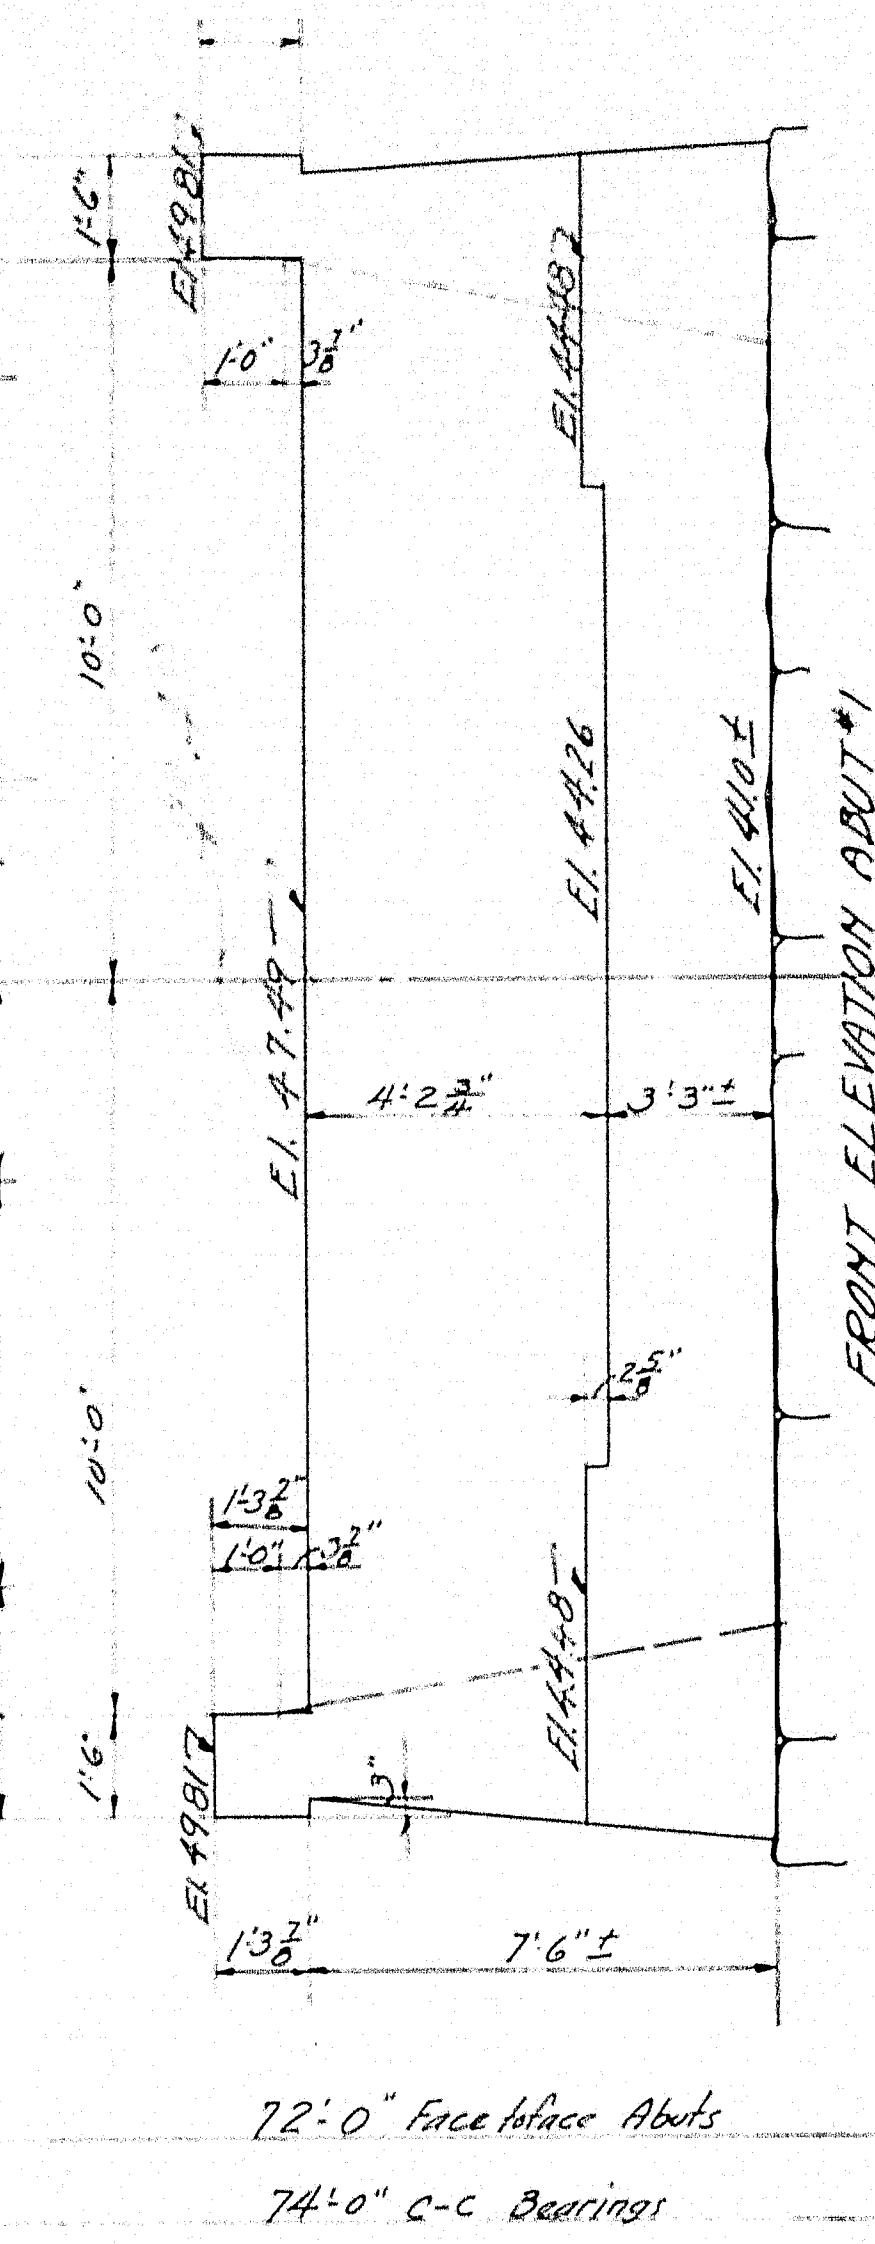 1'-6"
El. 49.81
1'-0"
3 7/8"
El. 44.48
10'-0"
El. 44.26
El. 41.0 ±
FRONT ELEVATION ABUT #1
El. 47.49
4'-2 3/4"
3'-3" ±
2 5/8"
10'-0"
1'-3 7/8"
1'-0"
3 7/8"
El. 44.48
1'-6"
El. 49.81
3"
1'-3 7/8"
7'-6" ±
72'-0" Face to face Abuts
74'-0" C-C Bearings